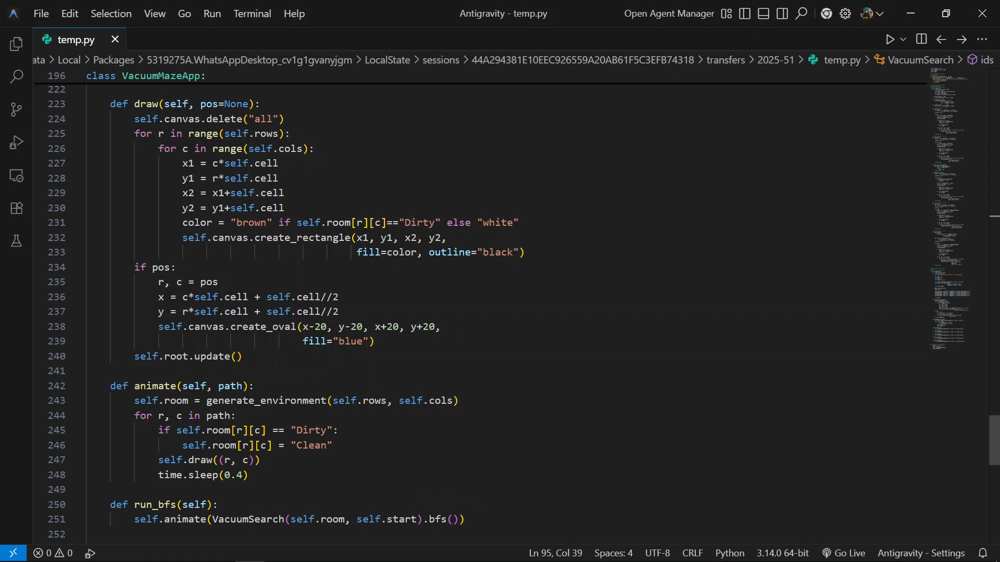 File Edit Selection View Go Run Terminal Help Antigravity - temp.py Open Agent Manager
temp.py
ata > Local > Packages > 5319275A.WhatsAppDesktop_cv1g1gvanyjgm > LocalState > sessions > 44A294381E10EEC926559A20AB61F5C3EFB74318 > transfers > 2025-51 > temp.py > VacuumSearch > ids
196 class VacuumMazeApp:
222
223 def draw(self, pos=None):
224 self.canvas.delete("all")
225 for r in range(self.rows):
226 for c in range(self.cols):
227 x1 = c*self.cell
228 y1 = r*self.cell
229 x2 = x1+self.cell
230 y2 = y1+self.cell
231 color = "brown" if self.room[r][c]=="Dirty" else "white"
232 self.canvas.create_rectangle(x1, y1, x2, y2,
233 fill=color, outline="black")
234 if pos:
235 r, c = pos
236 x = c*self.cell + self.cell//2
237 y = r*self.cell + self.cell//2
238 self.canvas.create_oval(x-20, y-20, x+20, y+20,
239 fill="blue")
240 self.root.update()
241
242 def animate(self, path):
243 self.room = generate_environment(self.rows, self.cols)
244 for r, c in path:
245 if self.room[r][c] == "Dirty":
246 self.room[r][c] = "Clean"
247 self.draw((r, c))
248 time.sleep(0.4)
249
250 def run_bfs(self):
251 self.animate(VacuumSearch(self.room, self.start).bfs())
252
0 0 Ln 95, Col 39 Spaces: 4 UTF-8 CRLF Python 3.14.0 64-bit Go Live Antigravity - Settings